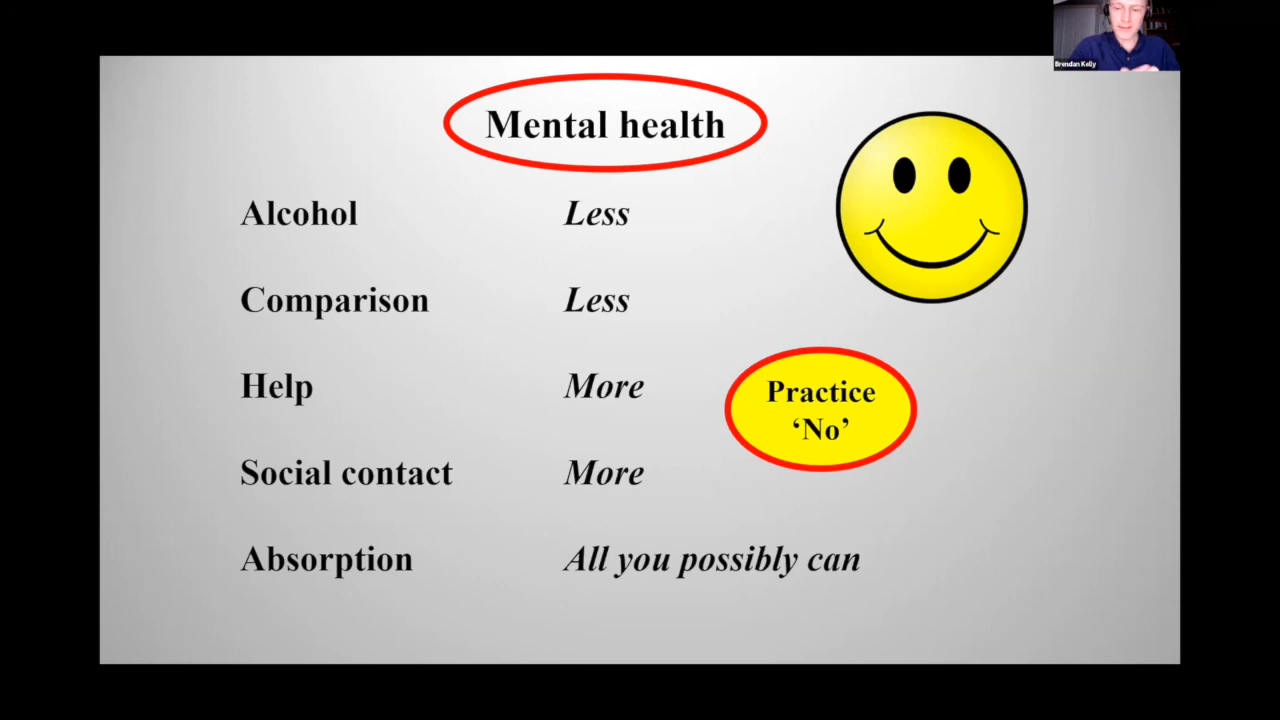 Brendan Kelly
Mental health
Alcohol Less
Comparison Less
Help More
Practice
‘No’
Social contact More
Absorption All you possibly can